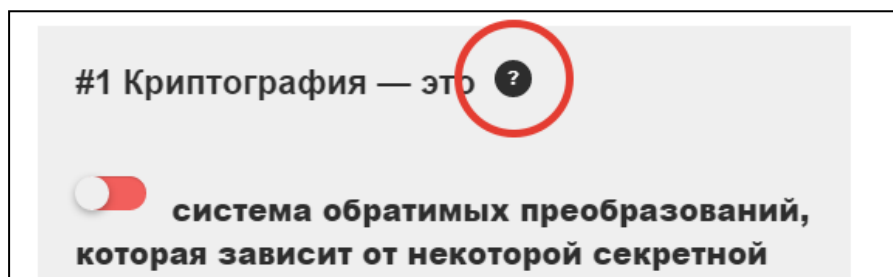 #1 Криптография — это ?
система обратимых преобразований,
которая зависит от некоторой секретной